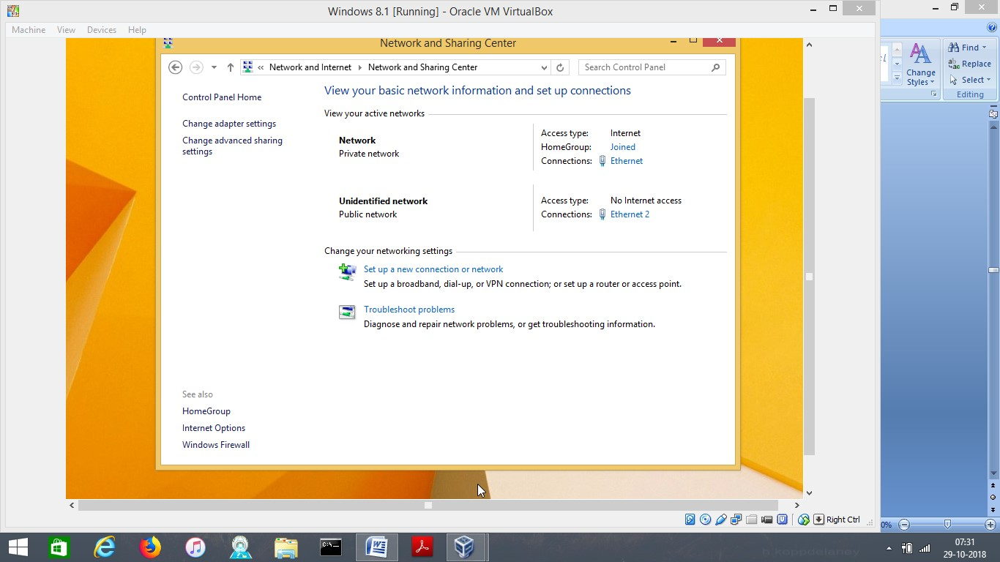 Windows 8.1 [Running] - Oracle VM VirtualBox
Machine View Devices Help
Network and Sharing Center
Network and Internet Network and Sharing Center
Search Control Panel
Control Panel Home
Change adapter settings
Change advanced sharing
settings
View your basic network information and set up connections
View your active networks
Network
Private network
Access type: Internet
HomeGroup: Joined
Connections: Ethernet
Unidentified network
Public network
Access type: No Internet access
Connections: Ethernet 2
Change your networking settings
Set up a new connection or network
Set up a broadband, dial-up, or VPN connection; or set up a router or access point.
Troubleshoot problems
Diagnose and repair network problems, or get troubleshooting information.
See also
HomeGroup
Internet Options
Windows Firewall
Right Ctrl
Change
Styles
Find
Replace
Select
Editing
0%
C:\
b.koppdelaney
07:31
29-10-2018